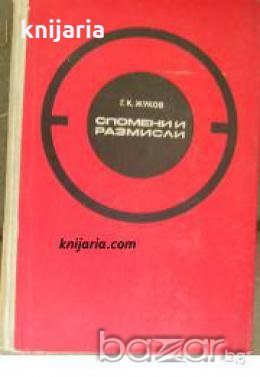 knijaria
Г. К. ЖУКОВ
СПОМЕНИ И
РАЗМИСЛИ
knijaria.com
bazar.bg